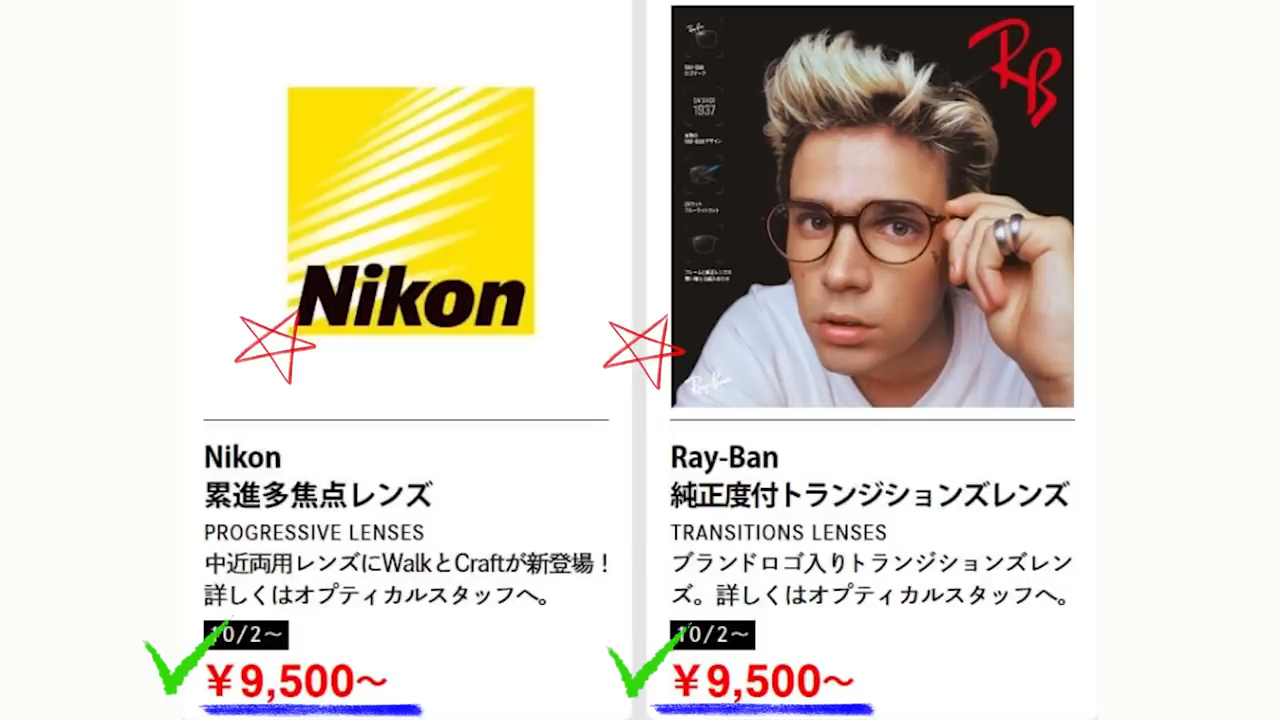 Nikon
Nikon
累進多焦点レンズ
PROGRESSIVE LENSES
中近両用レンズにWalkとCraftが新登場！
詳しくはオプティカルスタッフへ。
10/2～
￥9,500～
RB
1937
Ray-Ban
Ray-Ban
純正度付トランジションズレンズ
TRANSITIONS LENSES
ブランドロゴ入りトランジションズレン
ズ。詳しくはオプティカルスタッフへ。
10/2～
￥9,500～